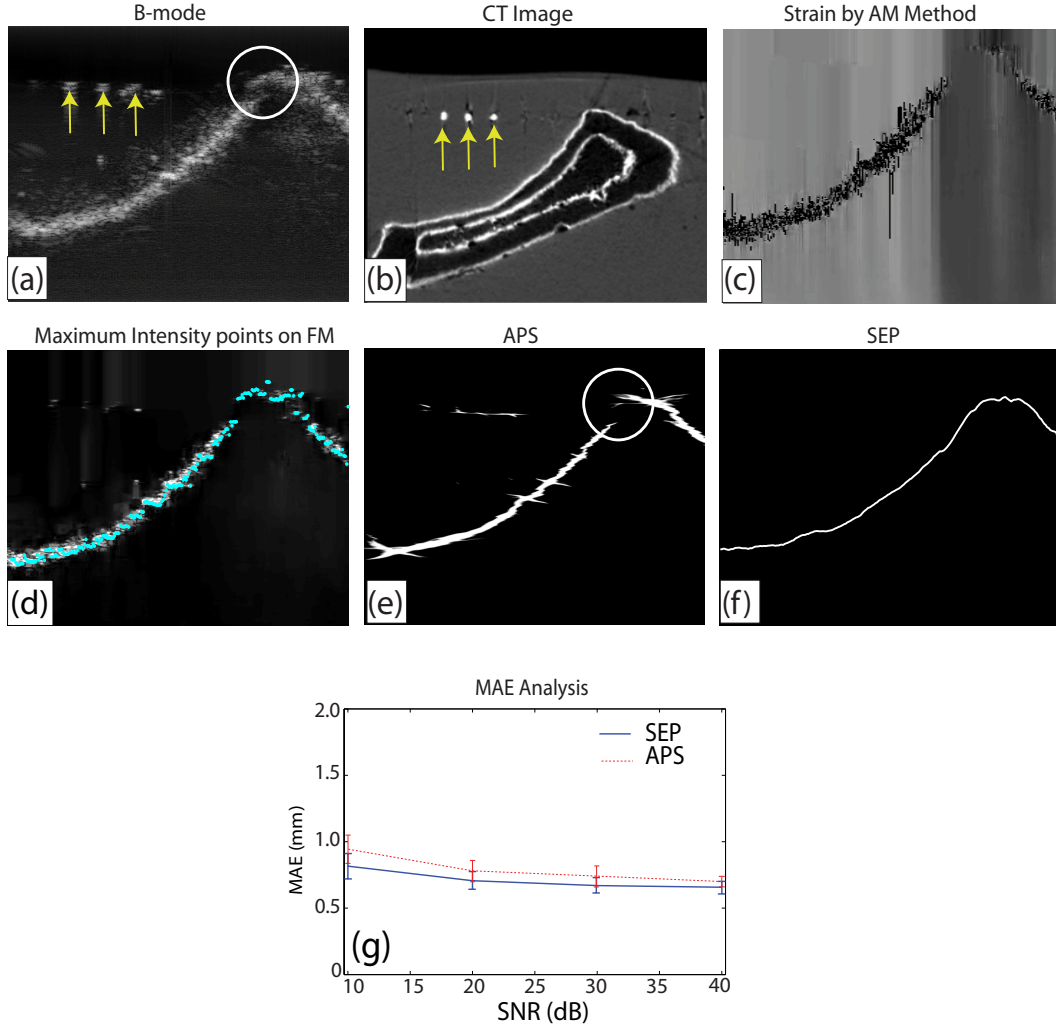 B-mode
CT Image
Strain by AM Method
(a)
(b)
(c)
Maximum Intensity points on FM
APS
SEP
(d)
(e)
(f)
MAE Analysis
2.0
1.5
1.0
0.5
0
MAE (mm)
SEP
APS
(g)
10 15 20 25 30 35 40
SNR (dB)